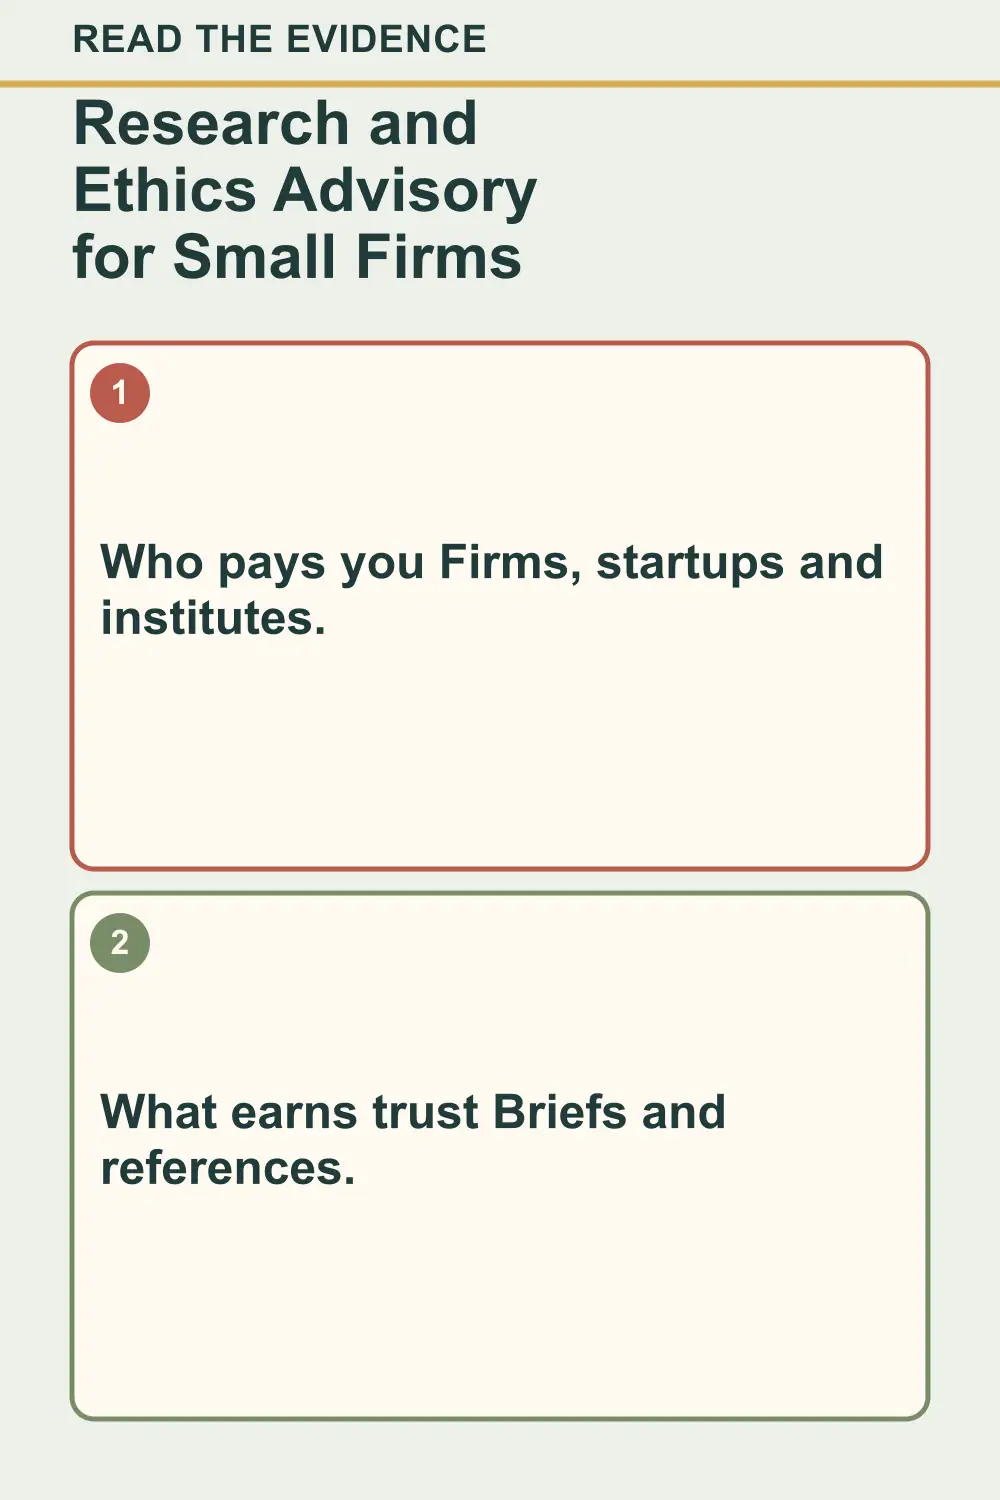 READ THE EVIDENCE
Research and
Ethics Advisory
for Small Firms
1
Who pays you Firms, startups and
institutes.
2
What earns trust Briefs and
references.